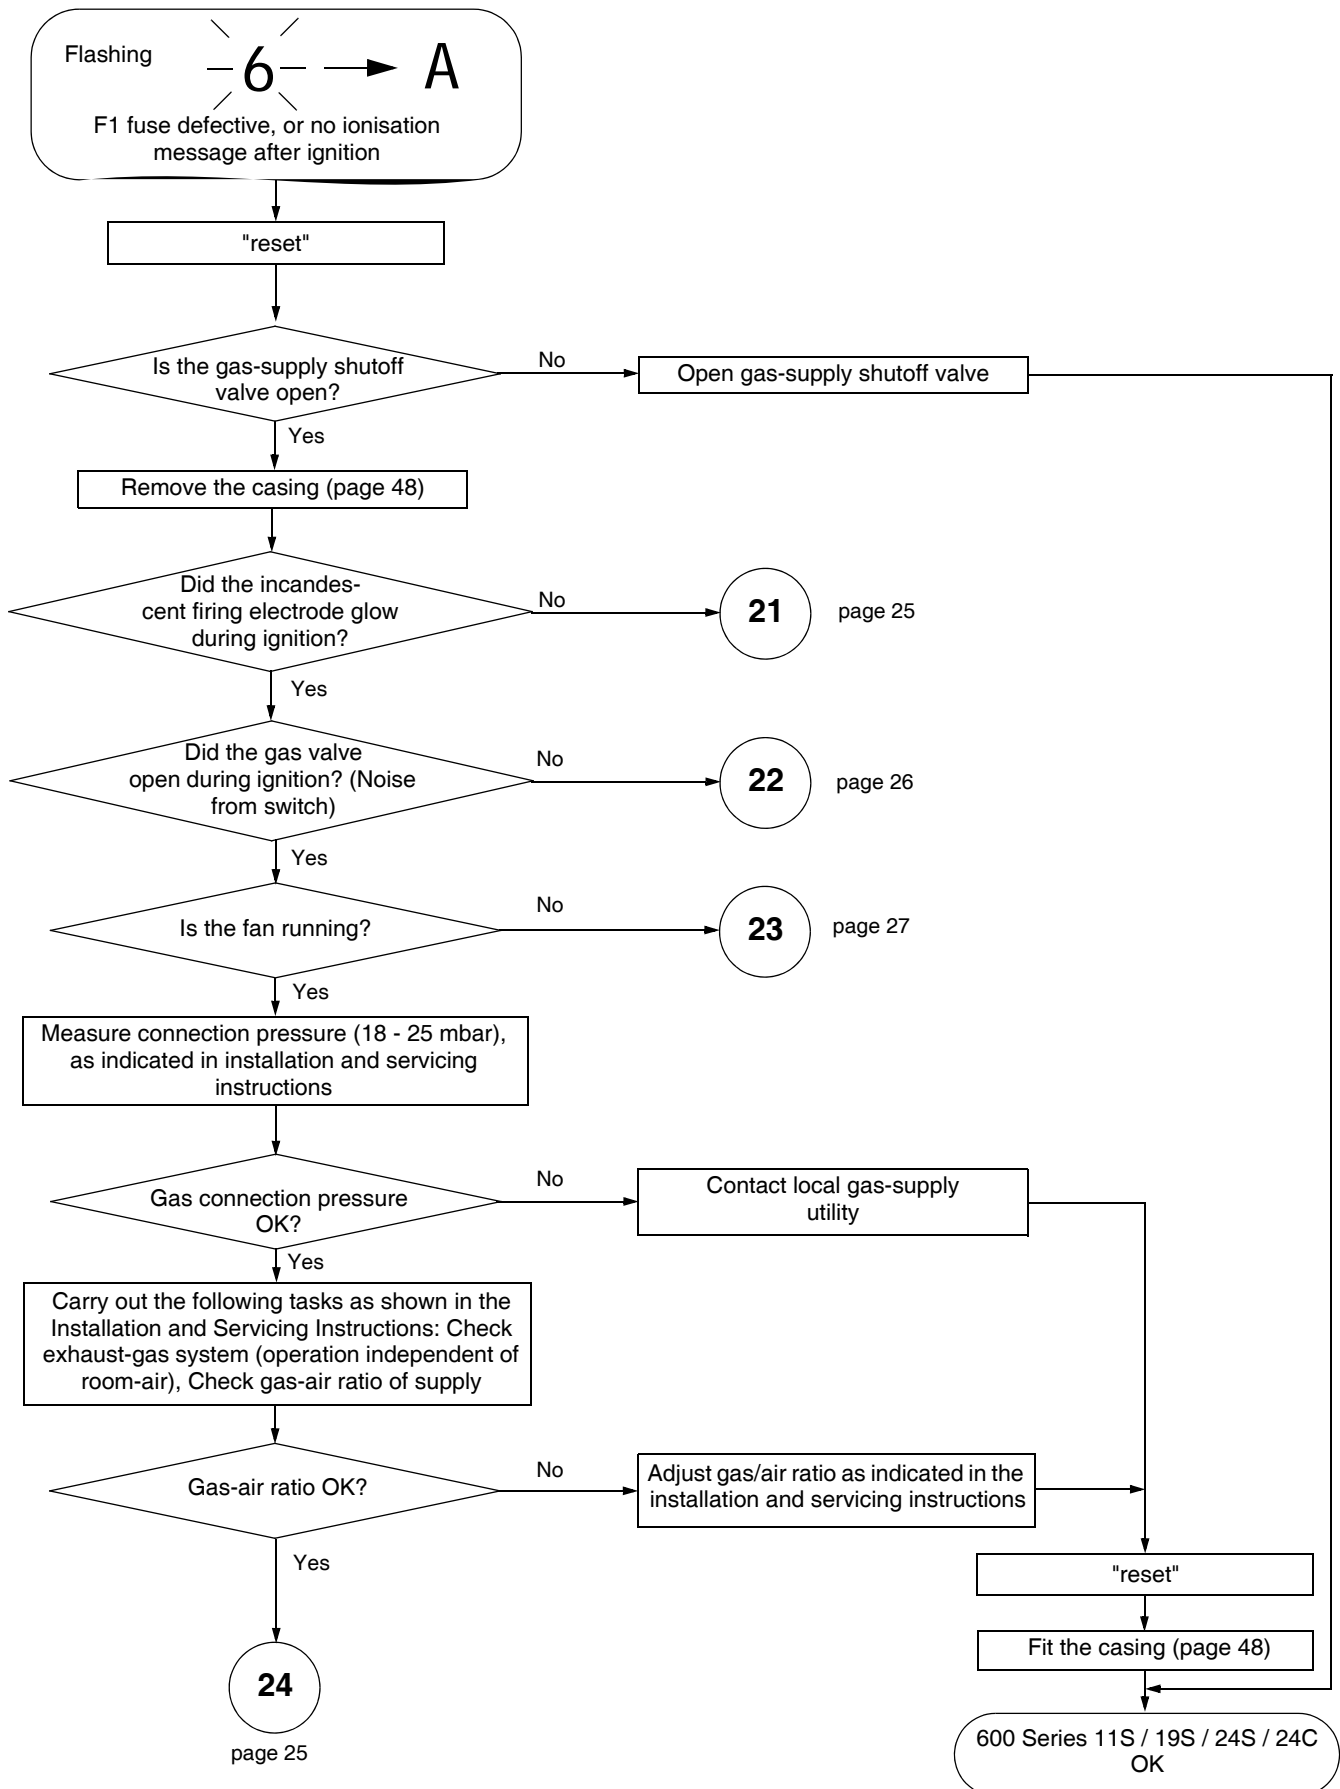 Flashing
6 A
F1 fuse defective, or no ionisation
message after ignition
"reset"
Is the gas-supply shutoff
valve open?
No
Open gas-supply shutoff valve
Yes
Remove the casing (page 48)
Did the incandes-
cent firing electrode glow
during ignition?
No
21
page 25
Yes
Did the gas valve
open during ignition? (Noise
from switch)
No
22
page 26
Yes
Is the fan running?
No
23
page 27
Yes
Measure connection pressure (18 - 25 mbar),
as indicated in installation and servicing
instructions
Gas connection pressure
OK?
No
Contact local gas-supply
utility
Yes
Carry out the following tasks as shown in the
Installation and Servicing Instructions: Check
exhaust-gas system (operation independent of
room-air), Check gas-air ratio of supply
Gas-air ratio OK?
No
Adjust gas/air ratio as indicated in the
installation and servicing instructions
Yes
"reset"
Fit the casing (page 48)
24
page 25
600 Series 11S / 19S / 24S / 24C
OK